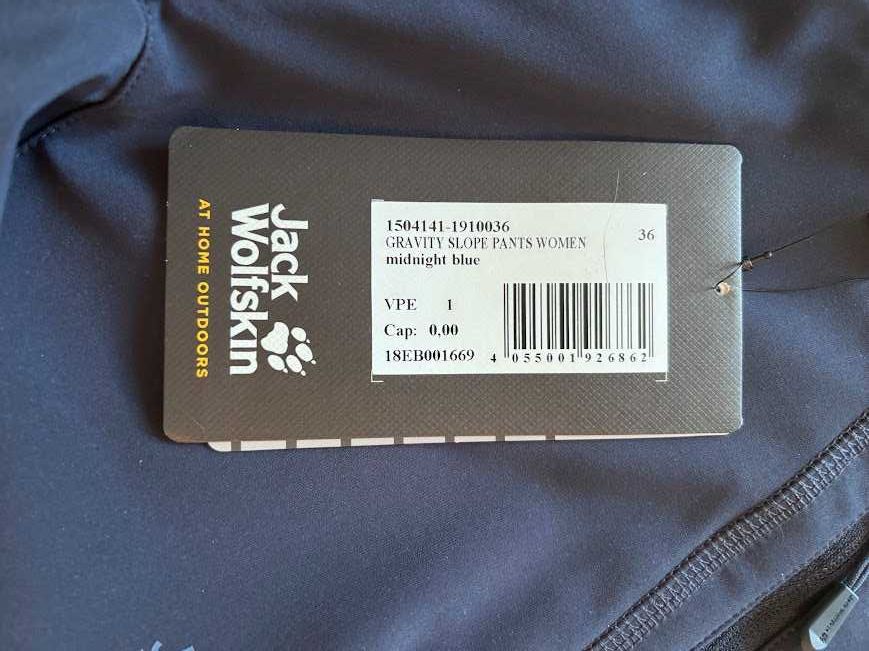 Jack
Wolfskin
AT HOME OUTDOORS
1504141-1910036
GRAVITY SLOPE PANTS WOMEN 36
midnight blue
VPE 1
Cap: 0,00
18EB001669
4 055001 926862